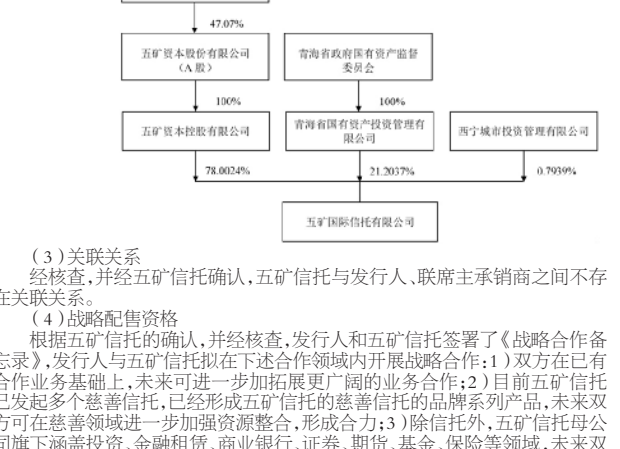 47.07%
五矿资本股份有限公司 青海省政府国有资产监督
（A 股） 委员会
100% 100%
五矿资本控股有限公司 青海省国有资产投资管理有 西宁城市投资管理有限公司
限公司
78.0024% 21.2037% 0.7939%
五矿国际信托有限公司
（3）关联关系
经核查,并经五矿信托确认,五矿信托与发行人、联席主承销商之间不存
在关联关系。
（4）战略配售资格
根据五矿信托的确认,并经核查,发行人和五矿信托签署了《战略合作备
忘录》,发行人与五矿信托拟在下述合作领域内开展战略合作:1）双方在已有
合作业务基础上,未来可进一步加拓展更广阔的业务合作;2）目前五矿信托
已发起多个慈善信托,已经形成五矿信托的慈善信托的品牌系列产品,未来双
方可在慈善领域进一步加强资源整合,形成合力;3）除信托外,五矿信托母公
司旗下涵盖投资、金融租赁、商业银行、证券、期货、基金、保险等领域,未来双